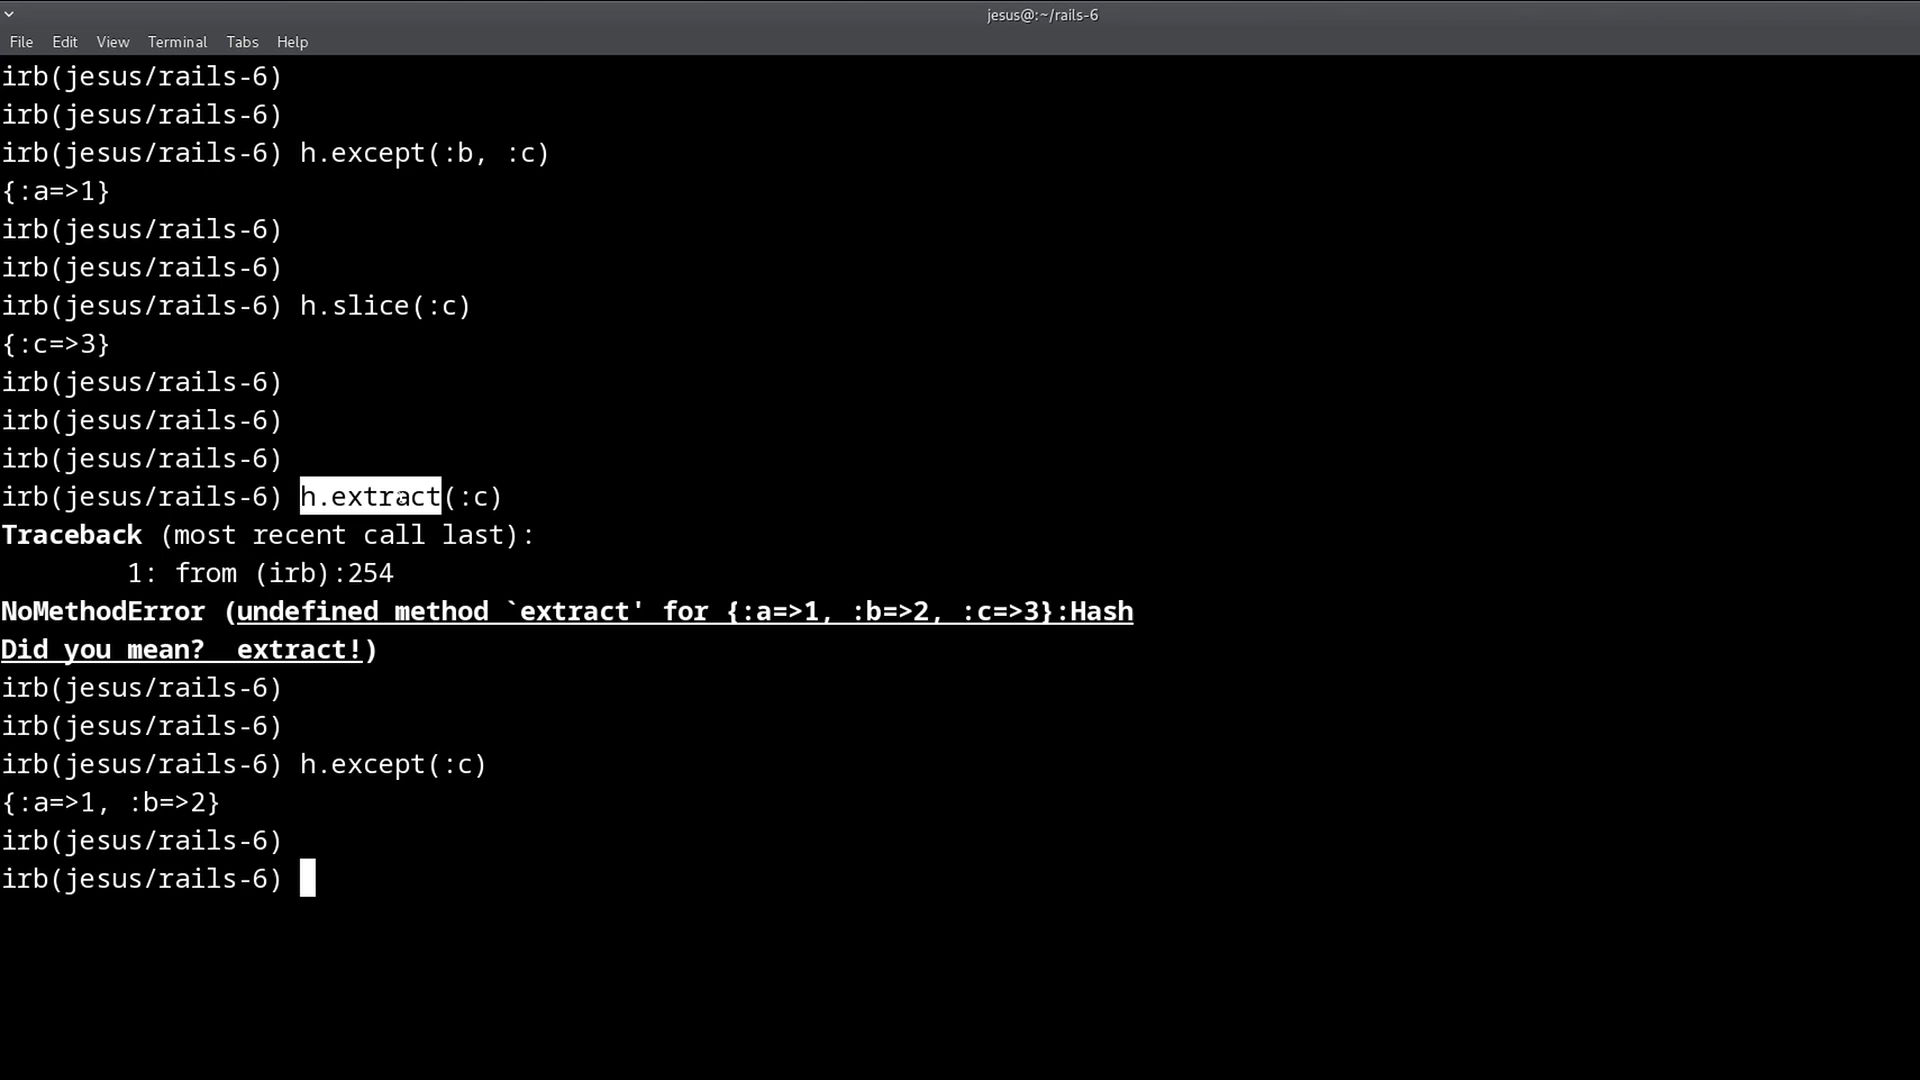 jesus@:~/rails-6
File Edit View Terminal Tabs Help
irb(jesus/rails-6)
irb(jesus/rails-6)
irb(jesus/rails-6) h.except(:b, :c)
{:a=>1}
irb(jesus/rails-6)
irb(jesus/rails-6)
irb(jesus/rails-6) h.slice(:c)
{:c=>3}
irb(jesus/rails-6)
irb(jesus/rails-6)
irb(jesus/rails-6)
irb(jesus/rails-6) h.extract(:c)
Traceback (most recent call last):
        1: from (irb):254
NoMethodError (undefined method `extract' for {:a=>1, :b=>2, :c=>3}:Hash
Did you mean?  extract!)
irb(jesus/rails-6)
irb(jesus/rails-6)
irb(jesus/rails-6) h.except(:c)
{:a=>1, :b=>2}
irb(jesus/rails-6)
irb(jesus/rails-6)